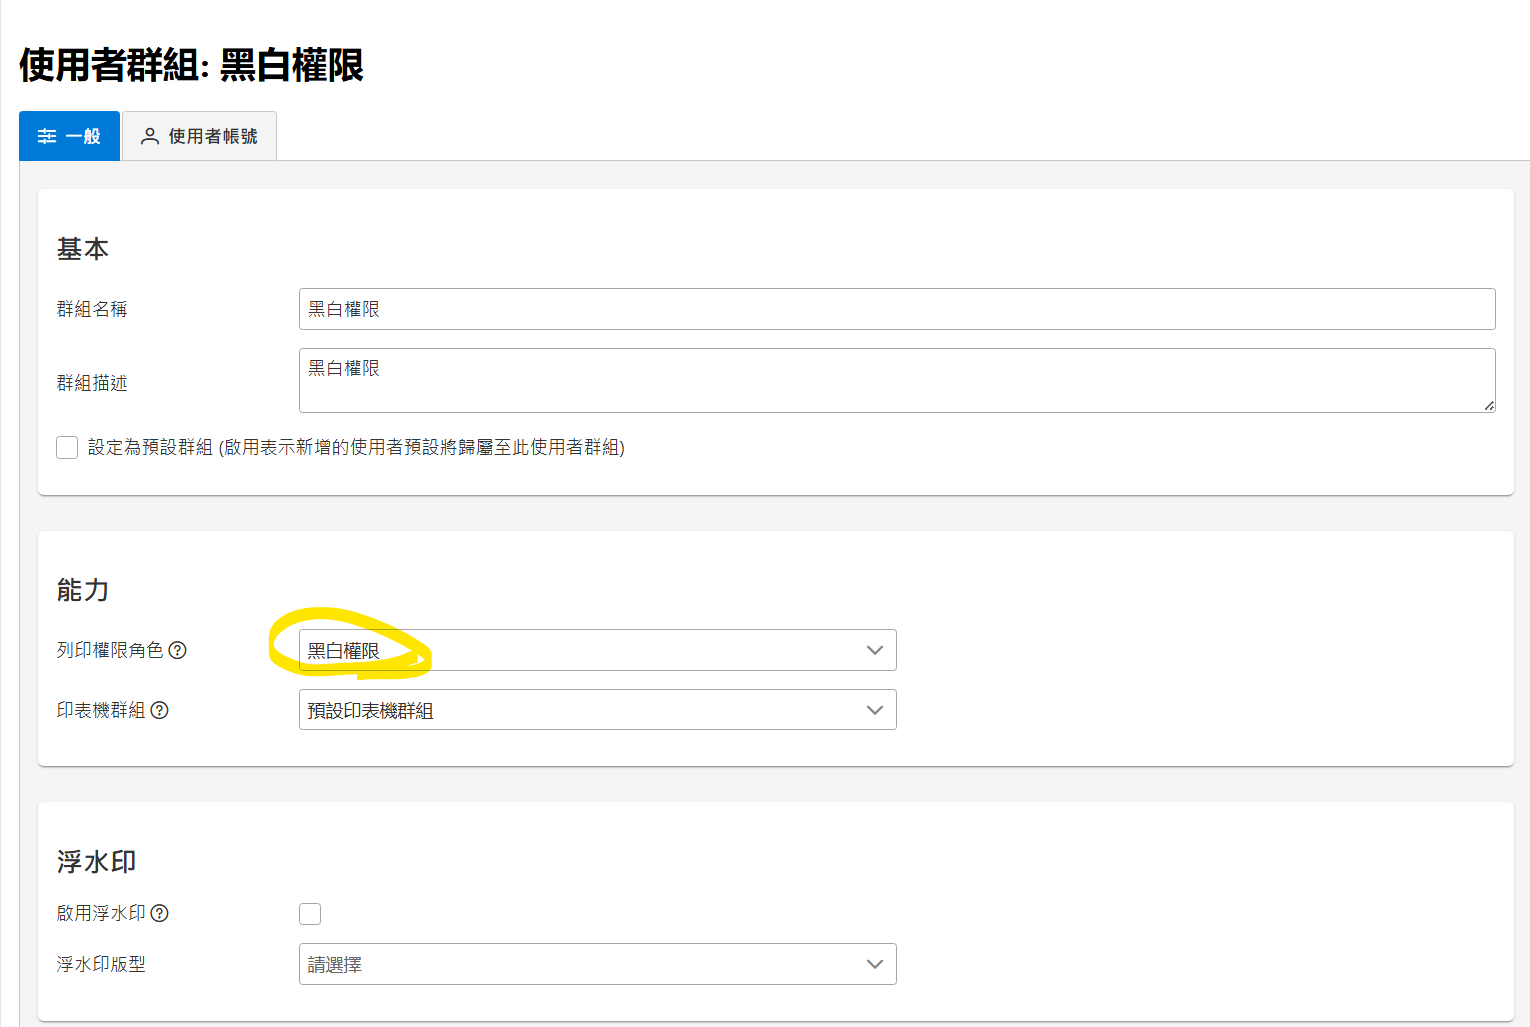 使用者群組: 黑白權限
一般 使用者帳號
基本
群組名稱 黑白權限
群組描述 黑白權限
設定為預設群組 (啟用表示新增的使用者預設將歸屬至此使用者群組)
能力
列印權限角色 黑白權限
印表機群組 預設印表機群組
浮水印
啟用浮水印
浮水印版型 請選擇